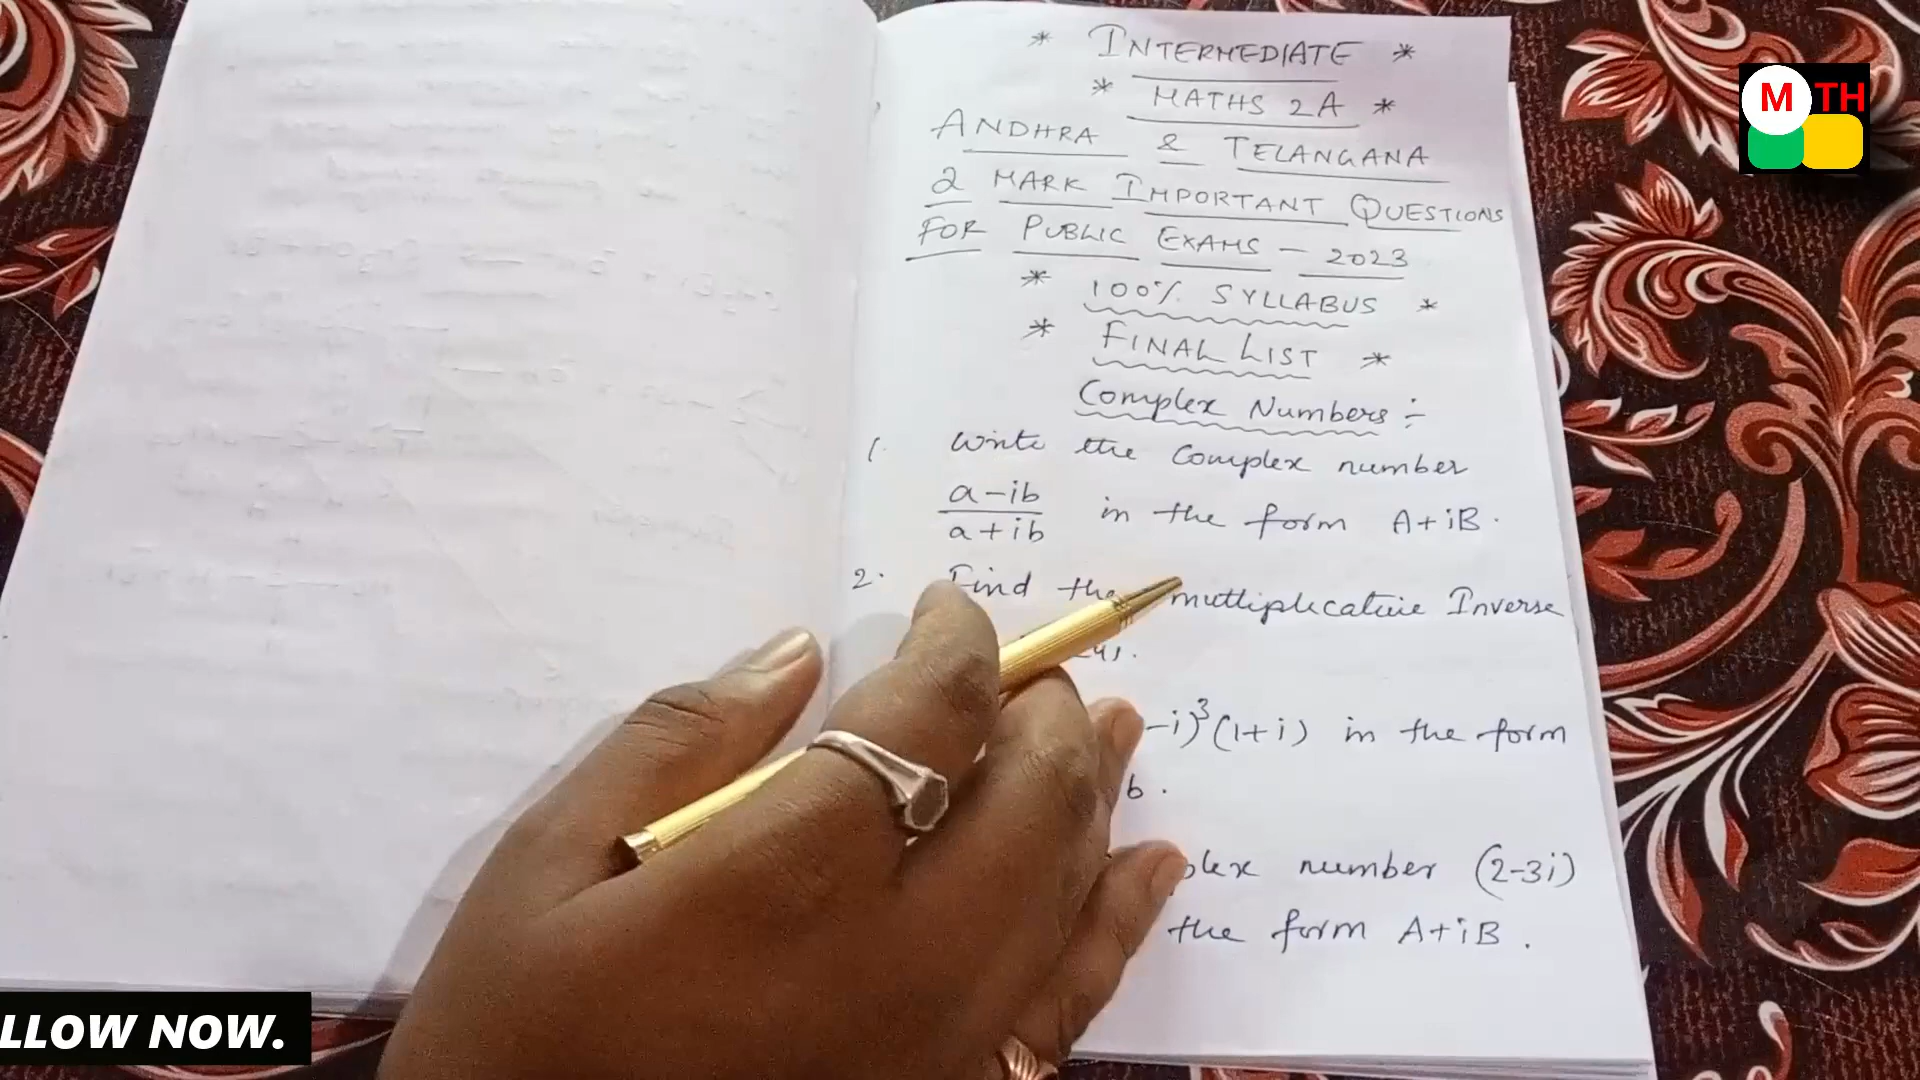 * INTERMEDIATE *
* MATHS 2A *
ANDHRA & TELANGANA
2 MARK IMPORTANT QUESTIONS
FOR PUBLIC EXAMS - 2023
* 100% SYLLABUS *
* FINAL LIST *
Complex Numbers :-
1. Write the Complex number
a-ib
a+ib in the form A+iB.
2. Find the multiplicative Inverse
-i)³(1+i) in the form
b.
number (2-3i)
the form A+iB.
M TH
LLOW NOW.